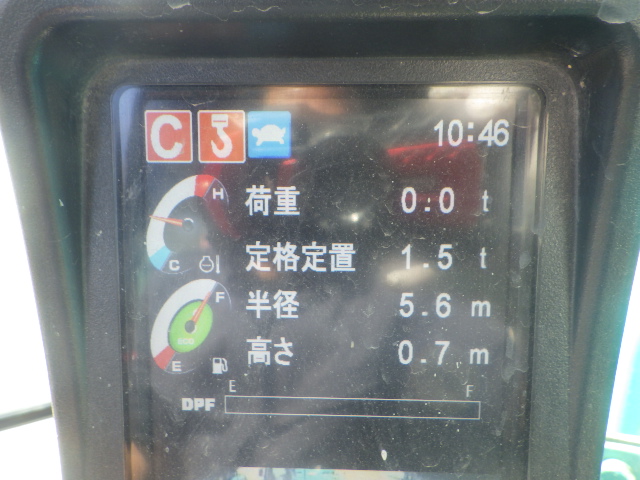 C 10:46
H
荷重 0.0 t
C
定格定置 1.5 t
F
半径 5.6 m
eco
高さ 0.7 m
E
E F
DPF